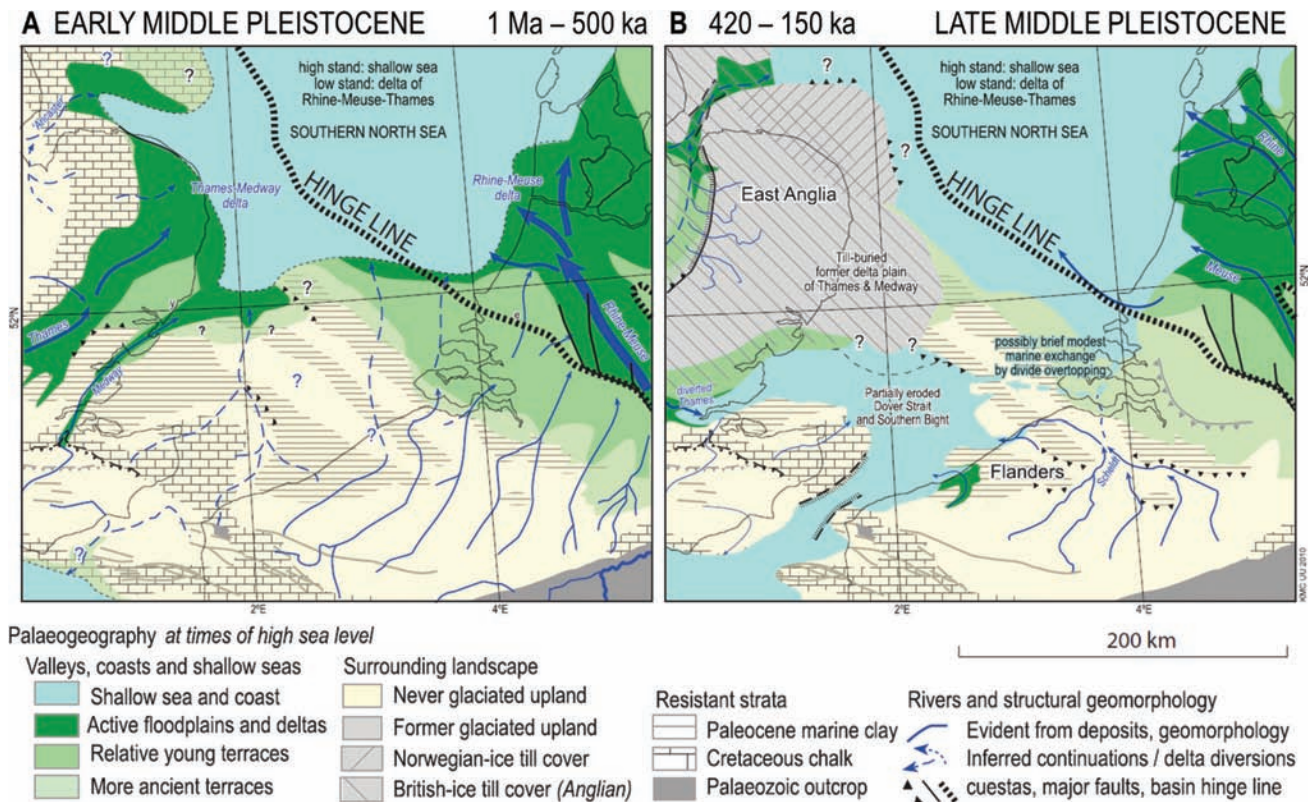 A EARLY MIDDLE PLEISTOCENE 1 Ma – 500 ka
?
?
'Ancaster'
high stand: shallow sea
low stand: delta of
Rhine-Meuse-Thames
SOUTHERN NORTH SEA
HINGE LINE
Thames-Medway
delta
Rhine-Meuse
delta
52°N
Thames
Medway
?
?
?
?
?
?
?
Rhine-Meuse
2°E
4°E
B 420 – 150 ka LATE MIDDLE PLEISTOCENE
?
high stand: shallow sea
low stand: delta of
Rhine-Meuse-Thames
SOUTHERN NORTH SEA
?
HINGE LINE
Rhine
Meuse
East Anglia
Till-buried
former delta plain
of Thames & Medway
52°N
?
?
possibly brief modest
marine exchange
by divide overtopping
diverted
Thames
Partially eroded
Dover Strait
and Southern Bight
Flanders
Scheldt
2°E
4°E
KMC UU 2010
Palaeogeography at times of high sea level
Valleys, coasts and shallow seas
Shallow sea and coast
Active floodplains and deltas
Relative young terraces
More ancient terraces
Surrounding landscape
Never glaciated upland
Former glaciated upland
Norwegian-ice till cover
British-ice till cover (Anglian)
200 km
Resistant strata
Paleocene marine clay
Cretaceous chalk
Palaeozoic outcrop
Rivers and structural geomorphology
Evident from deposits, geomorphology
Inferred continuations / delta diversions
cuestas, major faults, basin hinge line